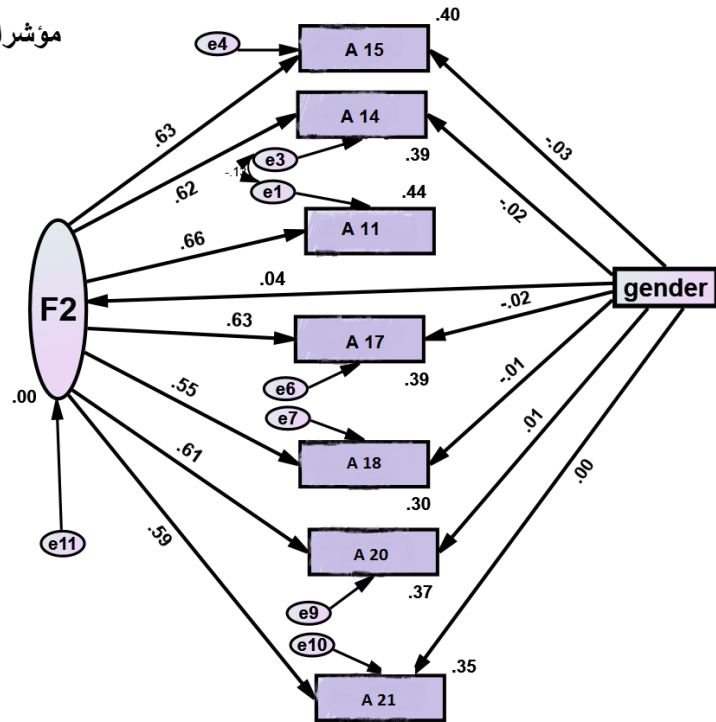 .40
e4
A 15
A 14
.63
-.03
e3
.39
.62
e1
.44
-.02
.66
A 11
.04
gender
F2
-.02
.63
A 17
.00
e6
.39
.55
-.01
e7
.61
.01
A 18
.00
.30
e11
.59
A 20
e9
.37
e10
.35
A 21